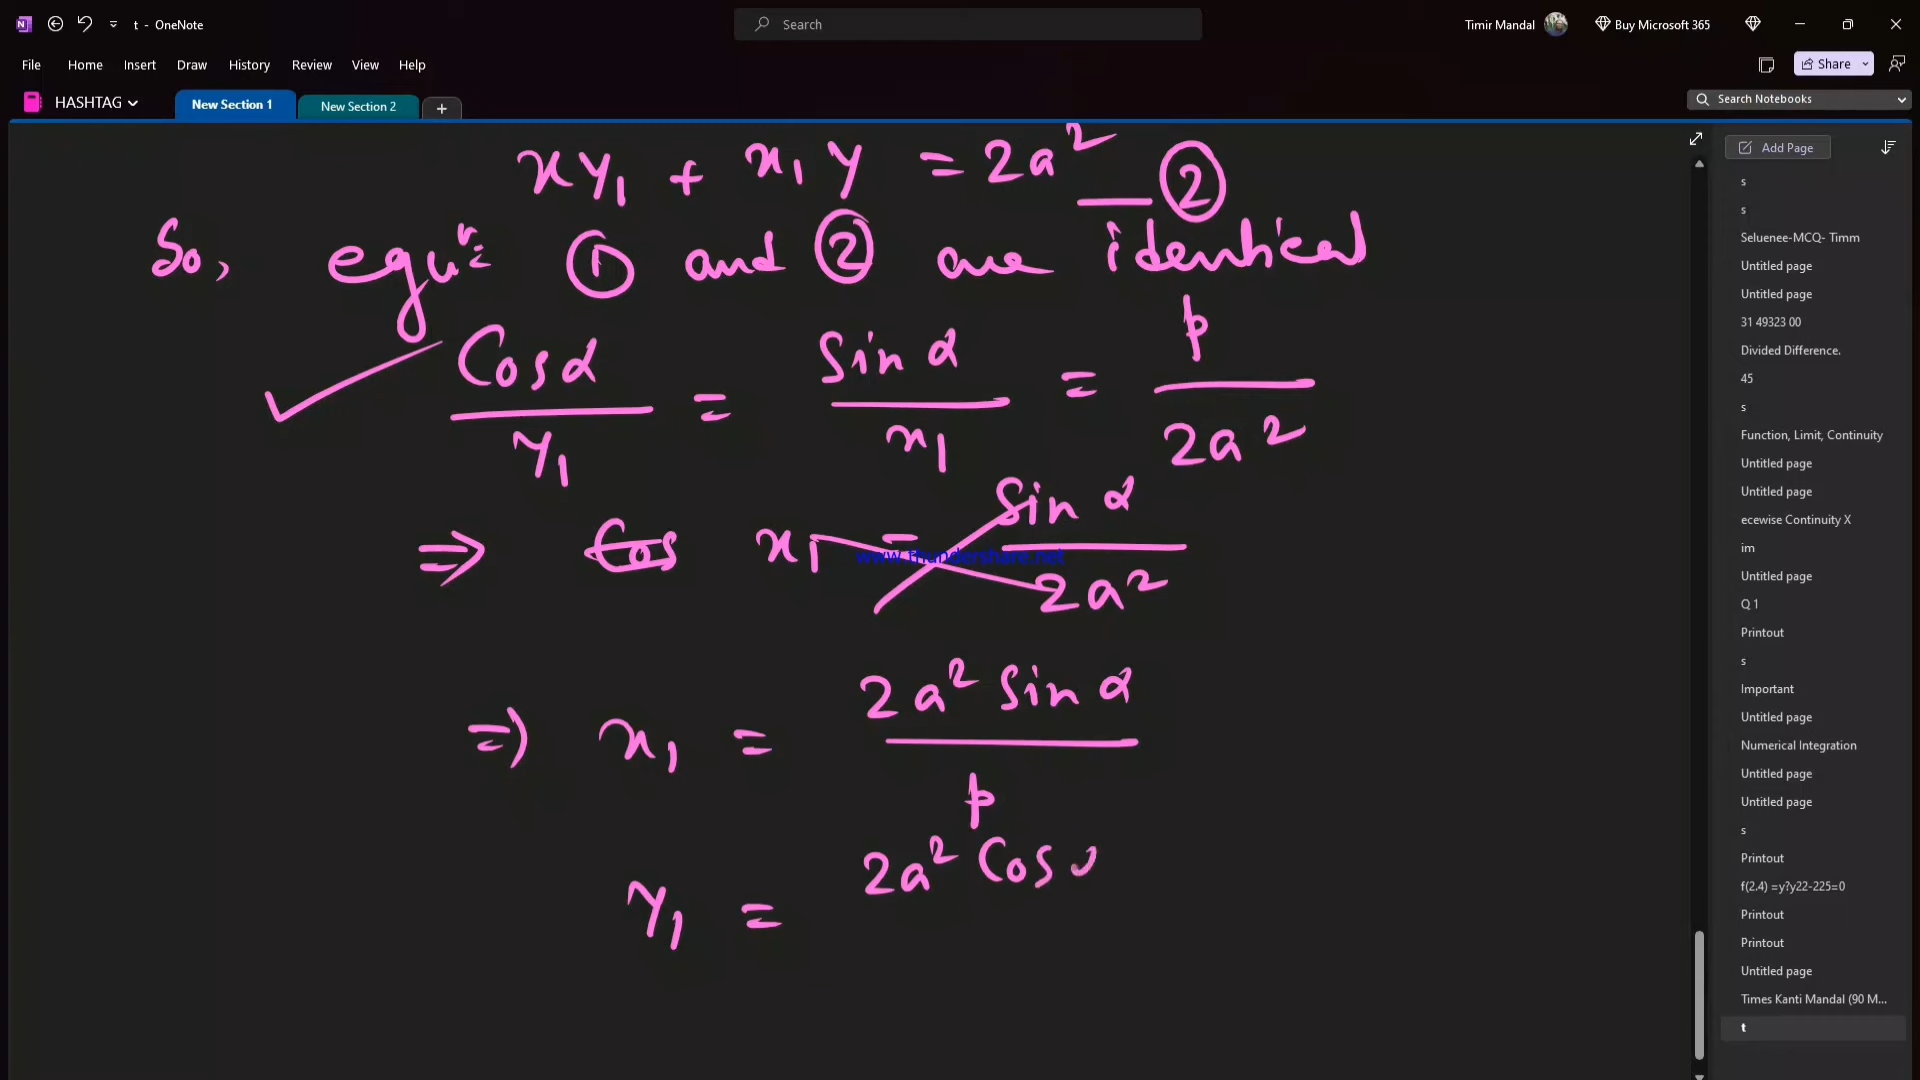 t - OneNote
Search
Timir Mandal
Buy Microsoft 365
File Home Insert Draw History Review View Help
Share
HASHTAG
New Section 1
New Section 2
+
Search Notebooks
Add Page
xy₁ + x₁y = 2a² — ②
So, equⁿ= ① and ② are identical
Cosα/y₁ = Sin α/x₁ = p/2a²
⇒ Cos x₁ = Sin α/2a²
www.thundershare.net
⇒ x₁ = 2a² Sin α/p
y₁ = 2a² Cos
s
s
Seluenee-MCQ- Timm
Untitled page
Untitled page
31 49323 00
Divided Difference.
45
s
Function, Limit, Continuity
Untitled page
Untitled page
ecewise Continuity X
im
Untitled page
Q 1
Printout
s
Important
Untitled page
Numerical Integration
Untitled page
Untitled page
s
Printout
f(2.4) =y?y22-225=0
Printout
Printout
Untitled page
Times Kanti Mandal (90 M...
t